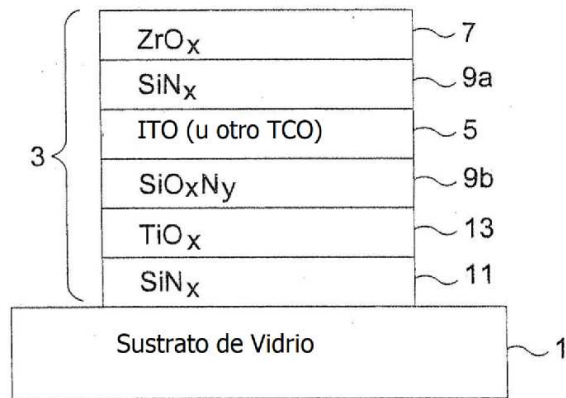 ZrOx 7
SiNx 9a
ITO (u otro TCO) 5
3
SiOxNy 9b
TiOx 13
SiNx 11
Sustrato de Vidrio 1